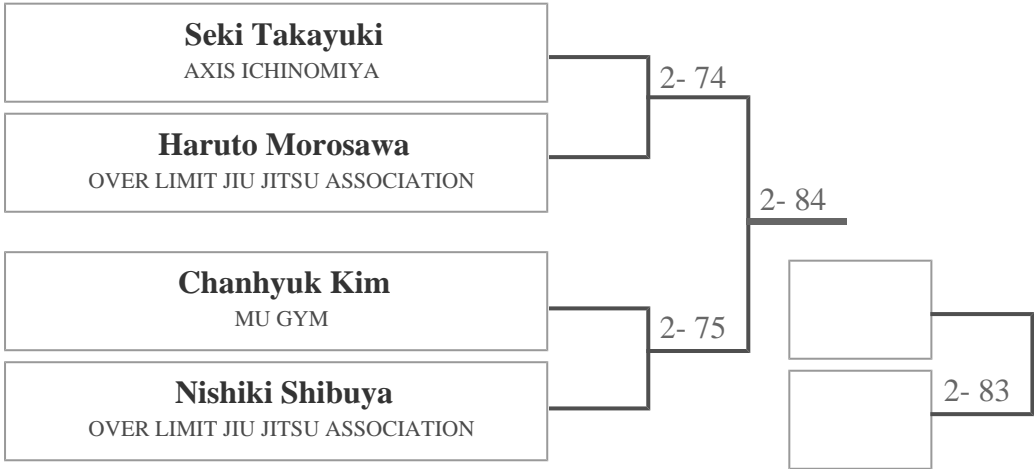 Seki Takayuki
AXIS ICHINOMIYA
2- 74
Haruto Morosawa
OVER LIMIT JIU JITSU ASSOCIATION
2- 84
Chanhyuk Kim
MU GYM
2- 75
Nishiki Shibuya
OVER LIMIT JIU JITSU ASSOCIATION
2- 83